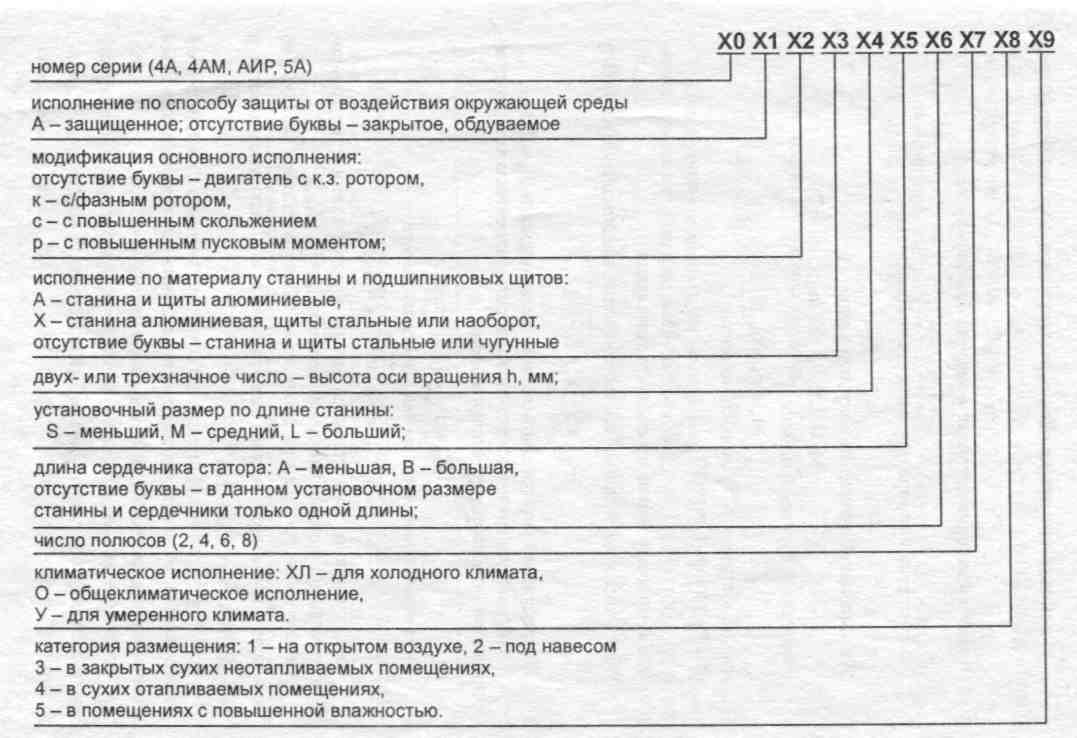 X0 X1 X2 X3 X4 X5 X6 X7 X8 X9
номер серии (4А, 4АМ, АИР, 5А)
исполнение по способу защиты от воздействия окружающей среды
А – защищенное; отсутствие буквы – закрытое, обдуваемое
модификация основного исполнения:
отсутствие буквы – двигатель с к.з. ротором,
к – с/фазным ротором,
с – с повышенным скольжением
р – с повышенным пусковым моментом;
исполнение по материалу станины и подшипниковых щитов:
А – станина и щиты алюминиевые,
Х – станина алюминиевая, щиты стальные или наоборот,
отсутствие буквы – станина и щиты стальные или чугунные
двух- или трехзначное число – высота оси вращения h, мм;
установочный размер по длине станины:
S – меньший, M – средний, L – больший;
длина сердечника статора: А – меньшая, В – большая,
отсутствие буквы – в данном установочном размере
станины и сердечники только одной длины;
число полюсов (2, 4, 6, 8)
климатическое исполнение: ХЛ – для холодного климата,
О – общеклиматическое исполнение,
У – для умеренного климата.
категория размещения: 1 – на открытом воздухе, 2 – под навесом
3 – в закрытых сухих неотапливаемых помещениях,
4 – в сухих отапливаемых помещениях,
5 – в помещениях с повышенной влажностью.